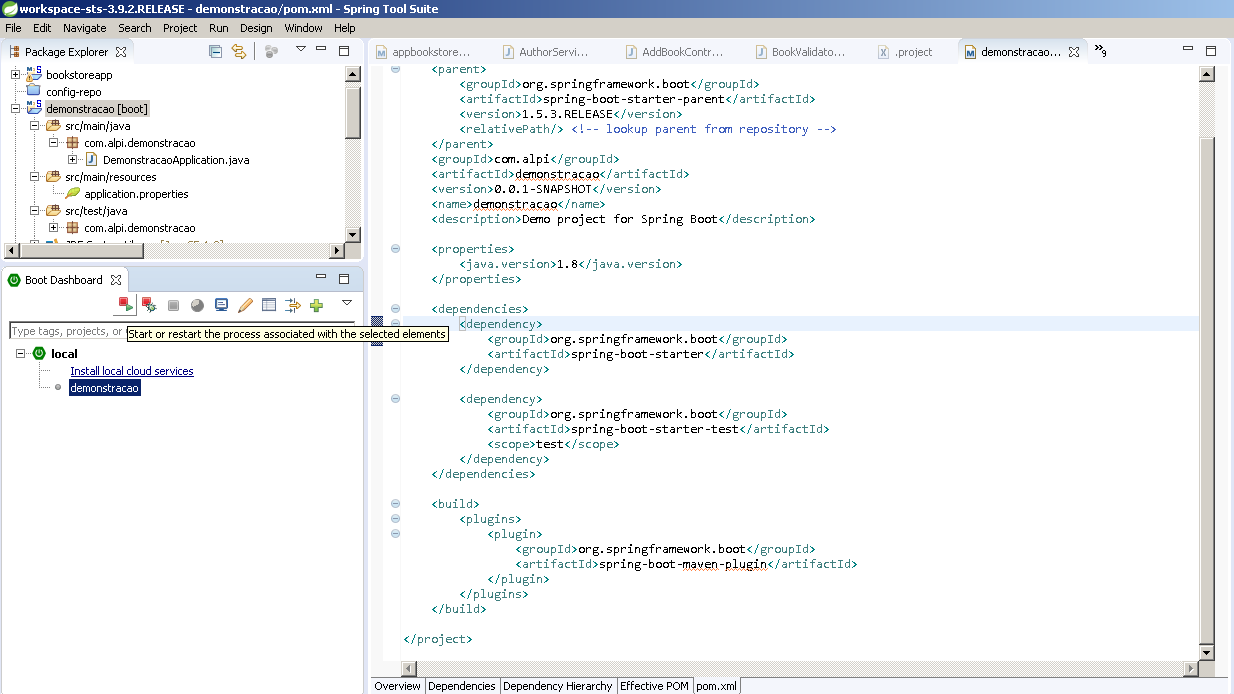 workspace-sts-3.9.2.RELEASE - demonstracao/pom.xml - Spring Tool Suite
File Edit Navigate Search Project Run Design Window Help
Package Explorer
bookstoreapp
config-repo
demonstracao [boot]
src/main/java
com.alpi.demonstracao
DemonstracaoApplication.java
src/main/resources
application.properties
src/test/java
com.alpi.demonstracao
Boot Dashboard
Type tags, projects, or
Start or restart the process associated with the selected elements
local
Install local cloud services
demonstracao
appbookstore... AuthorServi... AddBookContr... BookValidato... .project demonstracao... »9
<parent>
<groupId>org.springframework.boot</groupId>
<artifactId>spring-boot-starter-parent</artifactId>
<version>1.5.3.RELEASE</version>
<relativePath/> <!-- lookup parent from repository -->
</parent>
<groupId>com.alpi</groupId>
<artifactId>demonstracao</artifactId>
<version>0.0.1-SNAPSHOT</version>
<name>demonstracao</name>
<description>Demo project for Spring Boot</description>
<properties>
<java.version>1.8</java.version>
</properties>
<dependencies>
<dependency>
<groupId>org.springframework.boot</groupId>
<artifactId>spring-boot-starter</artifactId>
</dependency>
<dependency>
<groupId>org.springframework.boot</groupId>
<artifactId>spring-boot-starter-test</artifactId>
<scope>test</scope>
</dependency>
</dependencies>
<build>
<plugins>
<plugin>
<groupId>org.springframework.boot</groupId>
<artifactId>spring-boot-maven-plugin</artifactId>
</plugin>
</plugins>
</build>
</project>
Overview Dependencies Dependency Hierarchy Effective POM pom.xml